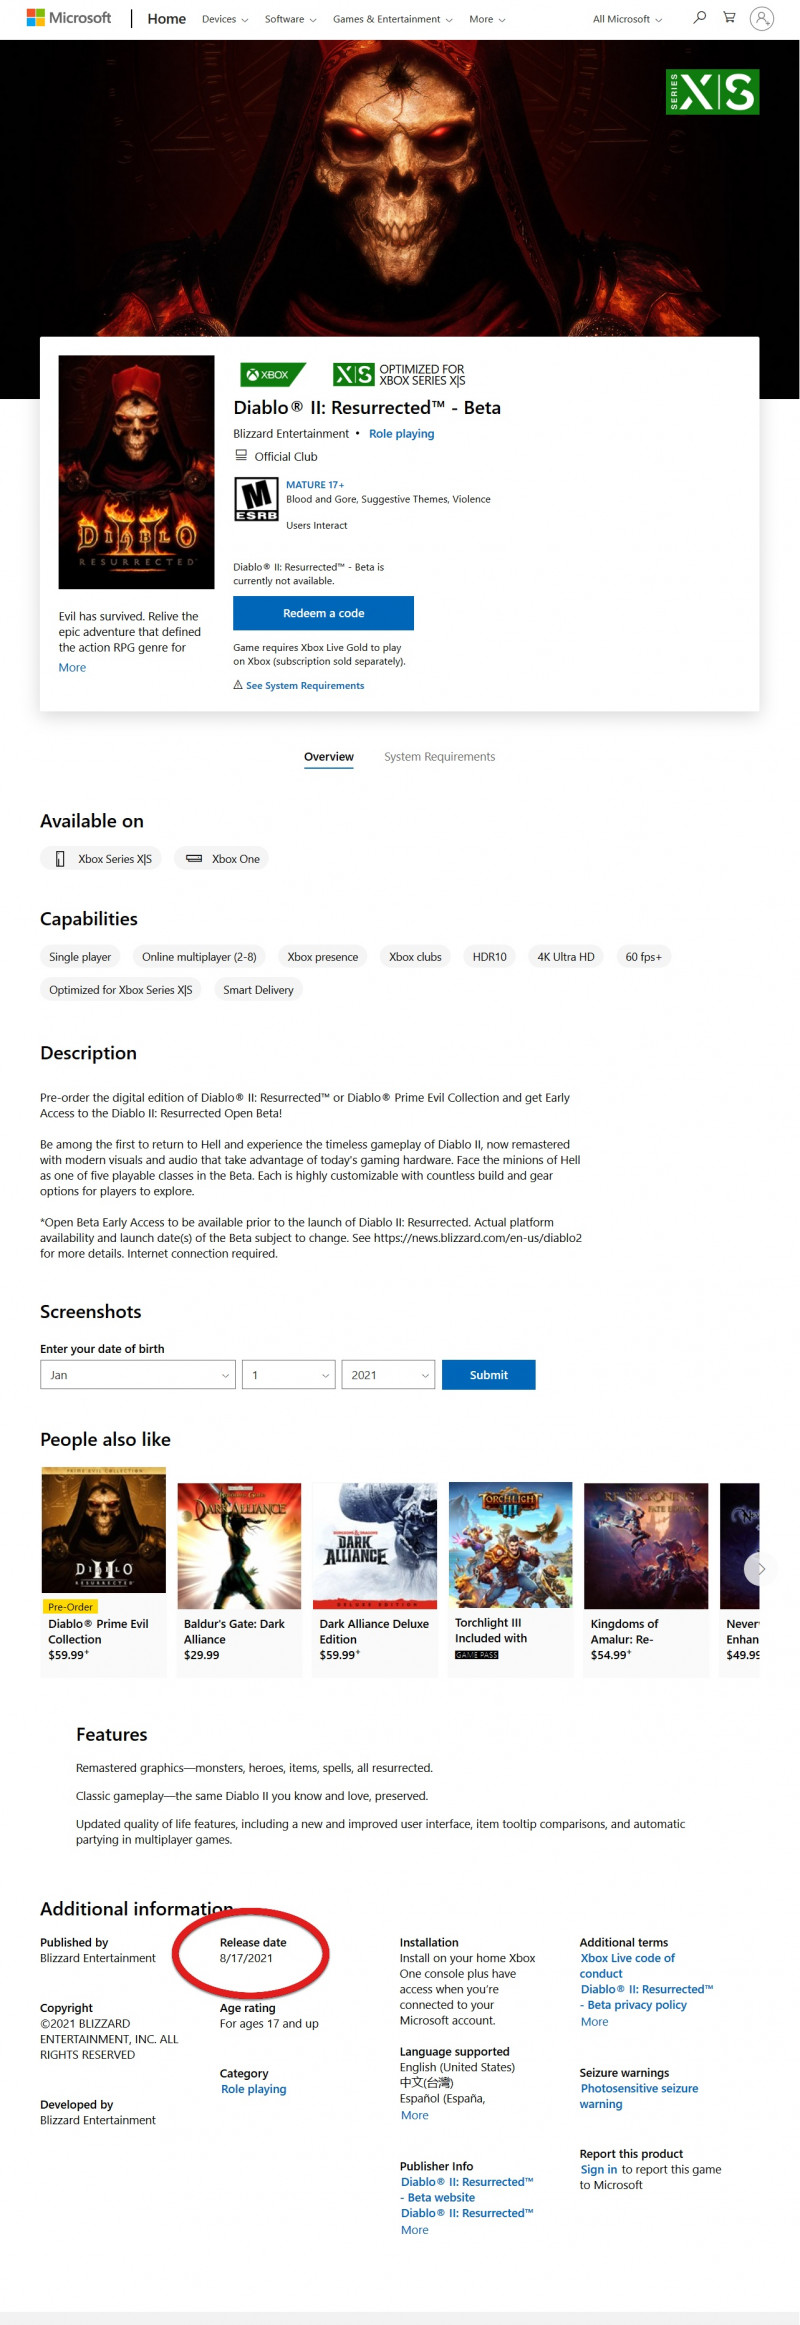 Microsoft Home Devices Software Games & Entertainment More All Microsoft
SERIES X|S
XBOX X|S OPTIMIZED FOR
XBOX SERIES X|S
Diablo® II: Resurrected™ - Beta
Blizzard Entertainment • Role playing
Official Club
M
ESRB
MATURE 17+
Blood and Gore, Suggestive Themes, Violence
Users Interact
DIABLO
II
RESURRECTED
Diablo® II: Resurrected™ - Beta is
currently not available.
Redeem a code
Game requires Xbox Live Gold to play
on Xbox (subscription sold separately).
See System Requirements
Evil has survived. Relive the
epic adventure that defined
the action RPG genre for
More
Overview System Requirements
Available on
Xbox Series X|S Xbox One
Capabilities
Single player Online multiplayer (2-8) Xbox presence Xbox clubs HDR10 4K Ultra HD 60 fps+
Optimized for Xbox Series X|S Smart Delivery
Description
Pre-order the digital edition of Diablo® II: Resurrected™ or Diablo® Prime Evil Collection and get Early
Access to the Diablo II: Resurrected Open Beta!
Be among the first to return to Hell and experience the timeless gameplay of Diablo II, now remastered
with modern visuals and audio that take advantage of today's gaming hardware. Face the minions of Hell
as one of five playable classes in the Beta. Each is highly customizable with countless build and gear
options for players to explore.
*Open Beta Early Access to be available prior to the launch of Diablo II: Resurrected. Actual platform
availability and launch date(s) of the Beta subject to change. See https://news.blizzard.com/en-us/diablo2
for more details. Internet connection required.
Screenshots
Enter your date of birth
Jan 1 2021 Submit
People also like
PRIME EVIL COLLECTION
DIABLO
II
RESURRECTED
Pre-Order
Diablo® Prime Evil
Collection
$59.99+
DARK ALLIANCE
Baldur's Gate: Dark
Alliance
$29.99
DARK
ALLIANCE
DELUXE EDITION
Dark Alliance Deluxe
Edition
$59.99+
TORCHLIGHT
III
Torchlight III
Included with
GAME PASS
RE-RECKONING
FATE EDITION
Kingdoms of
Amalur: Re-
$54.99+
Never
Enhan
$49.99
Features
Remastered graphics—monsters, heroes, items, spells, all resurrected.
Classic gameplay—the same Diablo II you know and love, preserved.
Updated quality of life features, including a new and improved user interface, item tooltip comparisons, and automatic
partying in multiplayer games.
Additional information
Published by
Blizzard Entertainment
Copyright
©2021 BLIZZARD
ENTERTAINMENT, INC. ALL
RIGHTS RESERVED
Developed by
Blizzard Entertainment
Release date
8/17/2021
Age rating
For ages 17 and up
Category
Role playing
Installation
Install on your home Xbox
One console plus have
access when you're
connected to your
Microsoft account.
Language supported
English (United States)
中文(台灣)
Español (España,
More
Publisher Info
Diablo® II: Resurrected™
- Beta website
Diablo® II: Resurrected™
More
Additional terms
Xbox Live code of
conduct
Diablo® II: Resurrected™
- Beta privacy policy
More
Seizure warnings
Photosensitive seizure
warning
Report this product
Sign in to report this game
to Microsoft